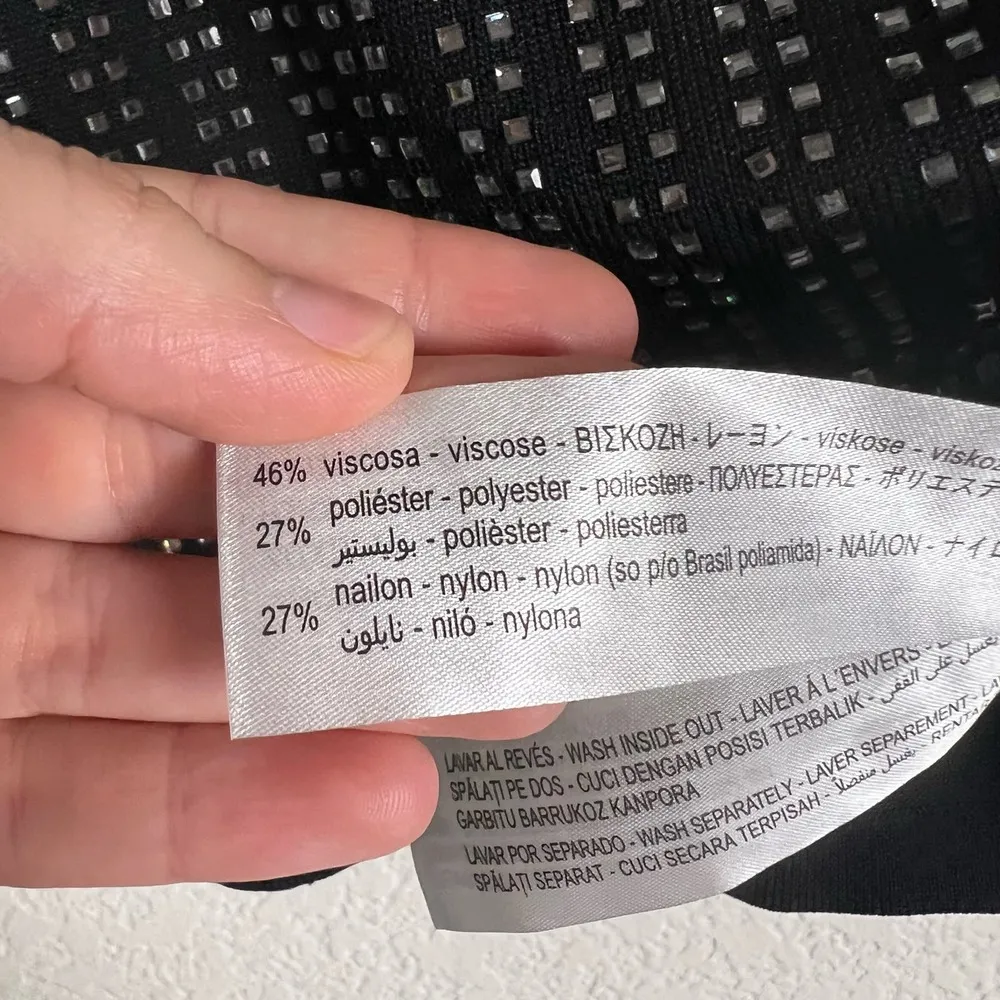 46% viscosa - viscose - ΒΙΣΚΟΖΗ - レーヨン - viskose -
27% poliéster - polyester - poliestere - ΠΟΛΥΕΣΤΕΡΑΣ - ポリエステ
بوليستير - polièster - poliesterra
27% nailon - nylon - nylon (so p/o Brasil poliamida) - ΝΑΪΛΟΝ - ナイ
نايلون - niló - nylona
LAVAR AL REVÉS - WASH INSIDE OUT - LAVER À L'ENVERS -
SPĂLAȚI PE DOS - CUCI DENGAN POSISI TERBALIK -
GARBITU BARRUKOZ KANPORA
LAVAR POR SEPARADO - WASH SEPARATELY - LAVER SEPAREMENT -
SPĂLAȚI SEPARAT - CUCI SECARA TERPISAH - يغسل منفصلاً -